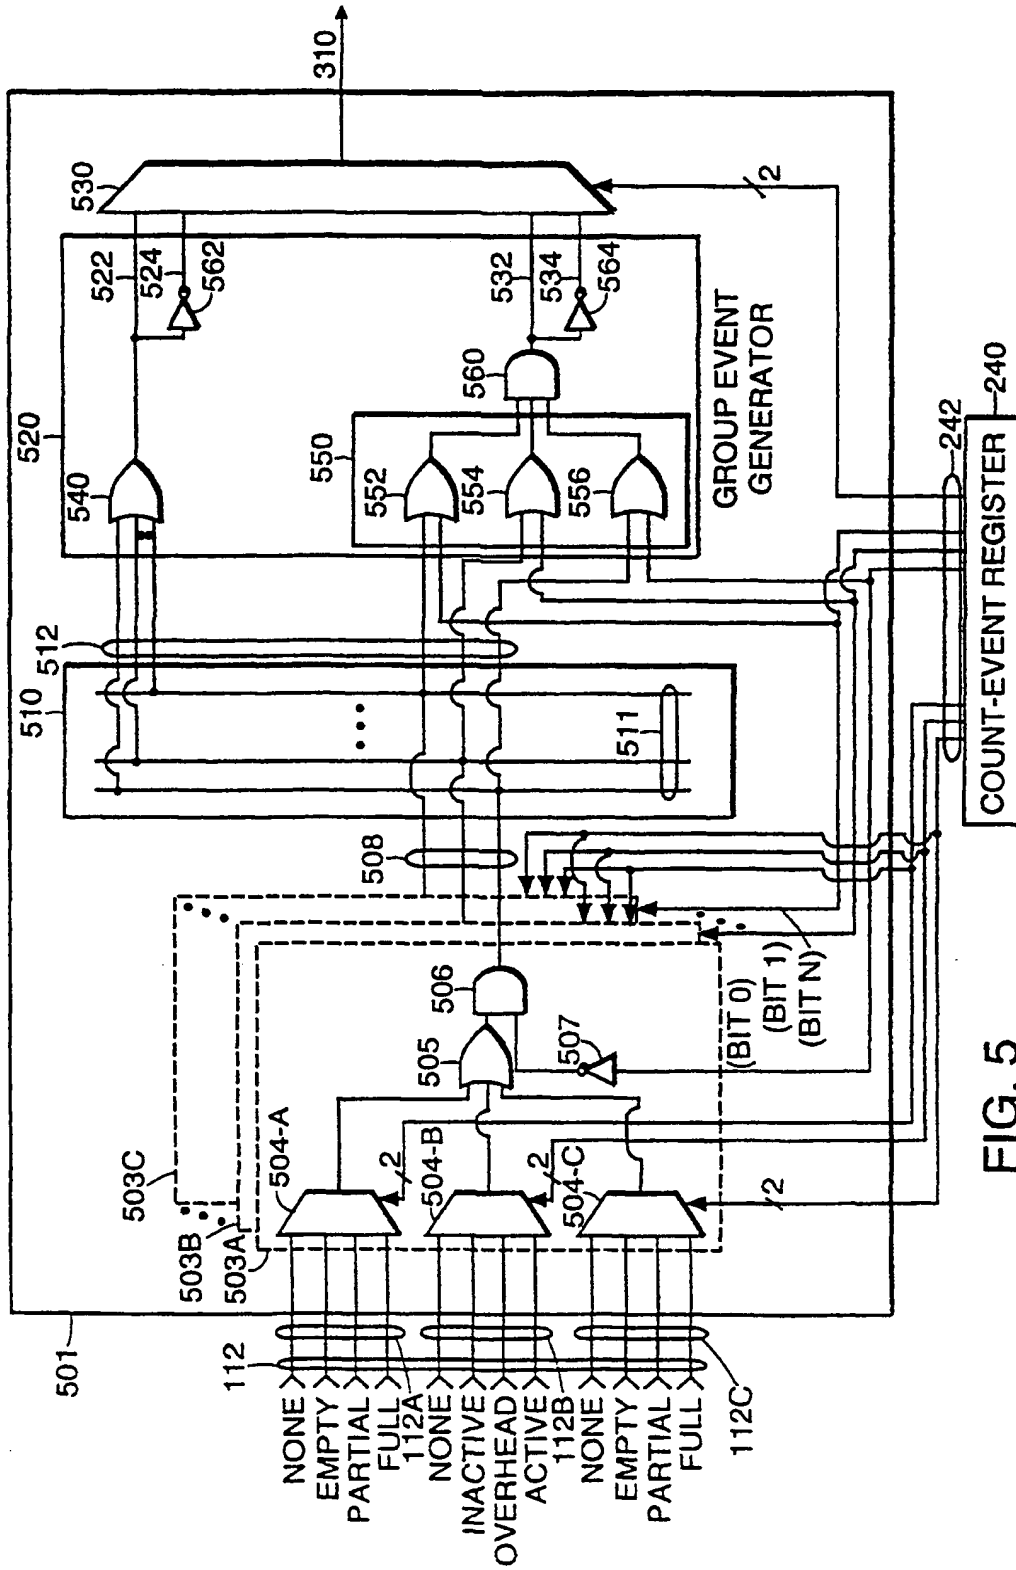 310
530
522
524
562
532
534
564
2
520
540
550
552
554
556
560
GROUP EVENT
GENERATOR
512
510
511
508
242
240
COUNT-EVENT REGISTER
503C
503B
503A
504-A
504-B
504-C
2
2
2
505
506
507
(BIT 0)
(BIT 1)
(BIT N)
501
112
NONE
EMPTY
PARTIAL
FULL
112A
NONE
INACTIVE
OVERHEAD
ACTIVE
112B
NONE
EMPTY
PARTIAL
FULL
112C
FIG. 5